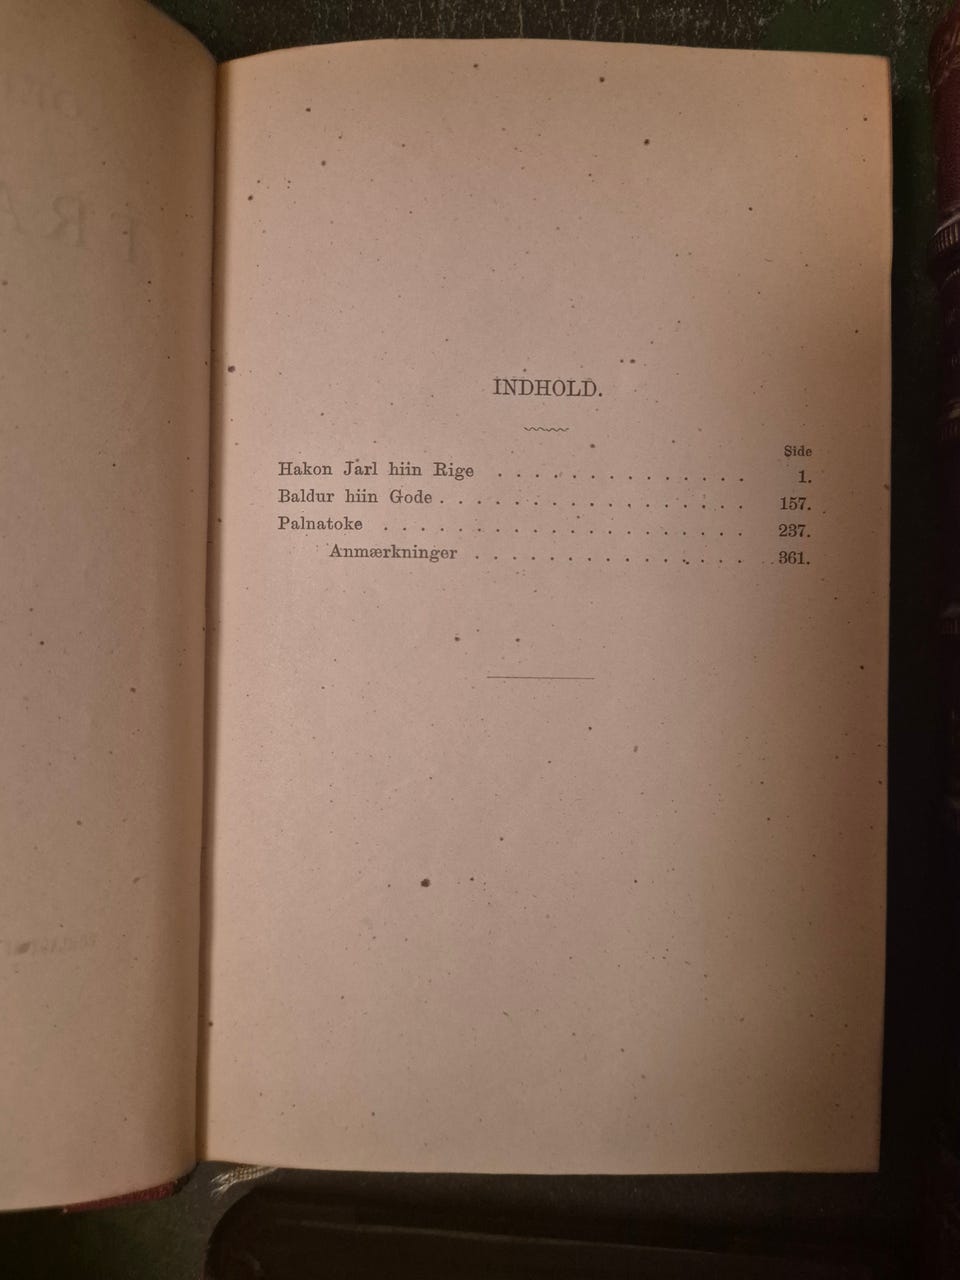 INDHOLD.
Side
Hakon Jarl hiin Rige . . . . . . . . . . . . . . 1.
Baldur hiin Gode . . . . . . . . . . . . . . . . . 157.
Palnatoke . . . . . . . . . . . . . . . . . . . . 237.
Anmærkninger . . . . . . . . . . . . . . . . 361.